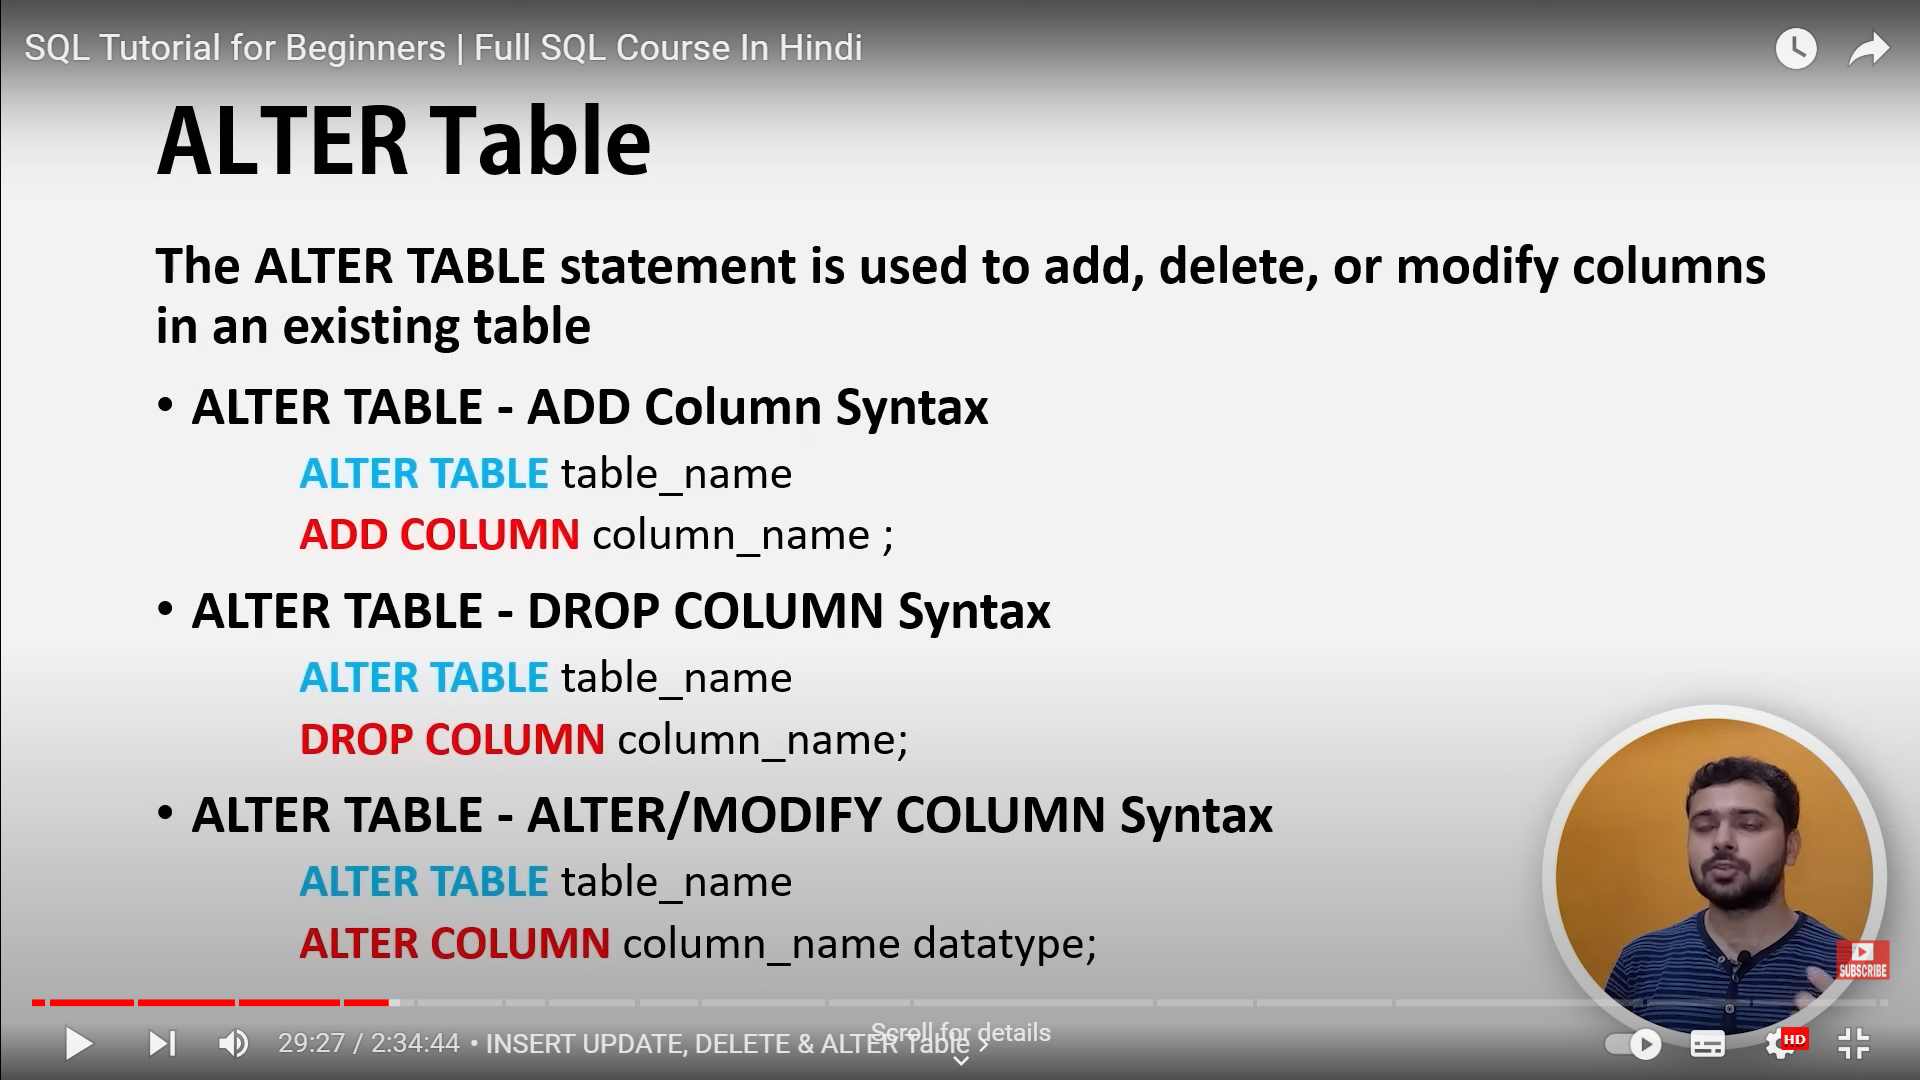 SQL Tutorial for Beginners | Full SQL Course In Hindi
ALTER Table
The ALTER TABLE statement is used to add, delete, or modify columns
in an existing table
• ALTER TABLE - ADD Column Syntax
ALTER TABLE table_name
ADD COLUMN column_name ;
• ALTER TABLE - DROP COLUMN Syntax
ALTER TABLE table_name
DROP COLUMN column_name;
• ALTER TABLE - ALTER/MODIFY COLUMN Syntax
ALTER TABLE table_name
ALTER COLUMN column_name datatype;
SUBSCRIBE
29:27 / 2:34:44 • INSERT UPDATE, DELETE & ALTER Table >
Scroll for details
HD